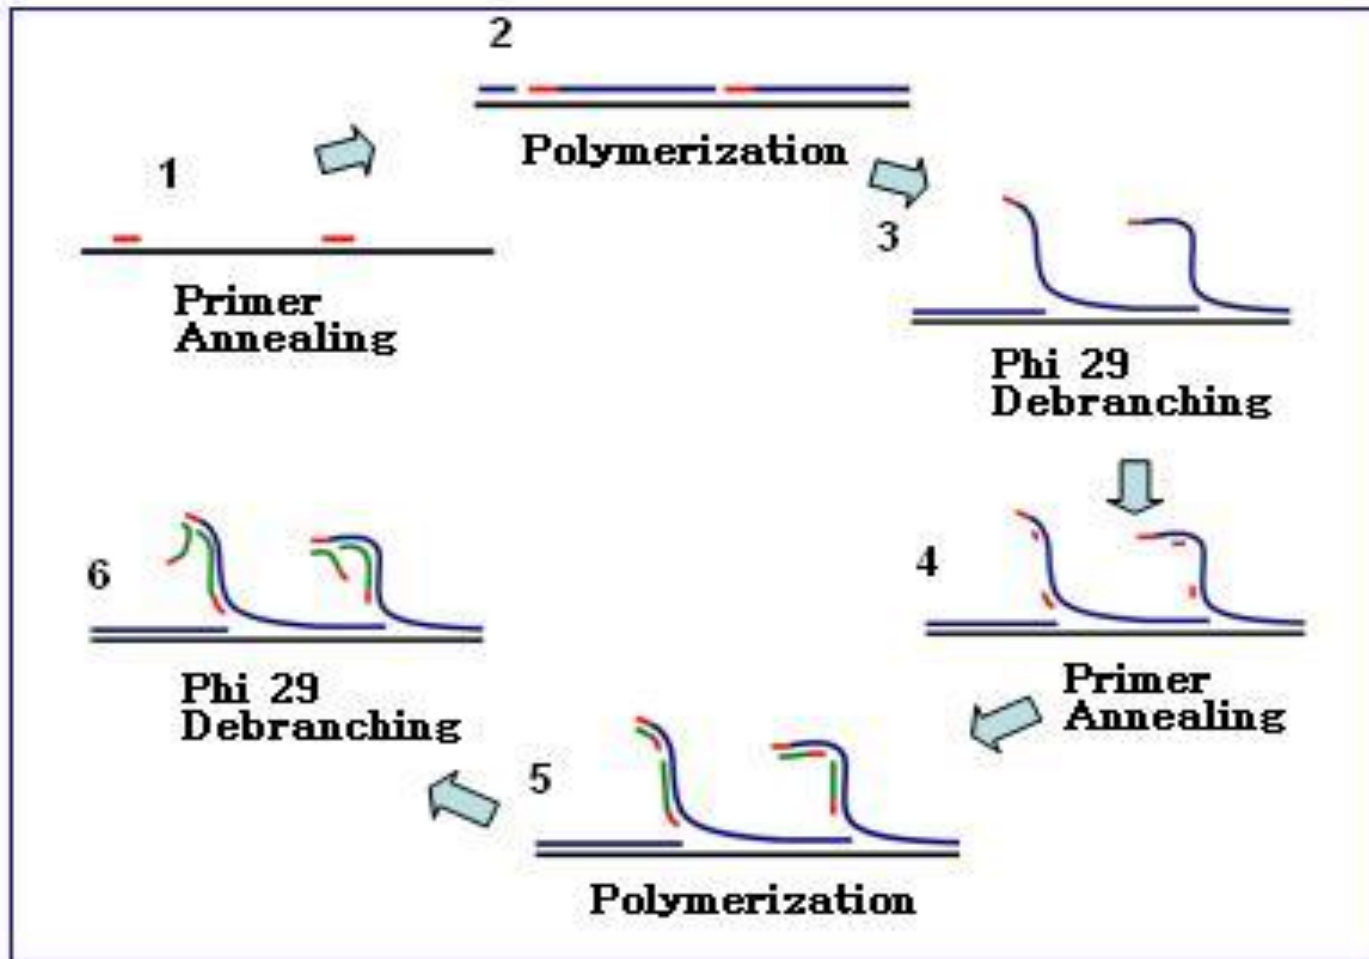 1
Primer
Annealing
2
Polymerization
3
Phi 29
Debranching
4
Primer
Annealing
5
Polymerization
6
Phi 29
Debranching